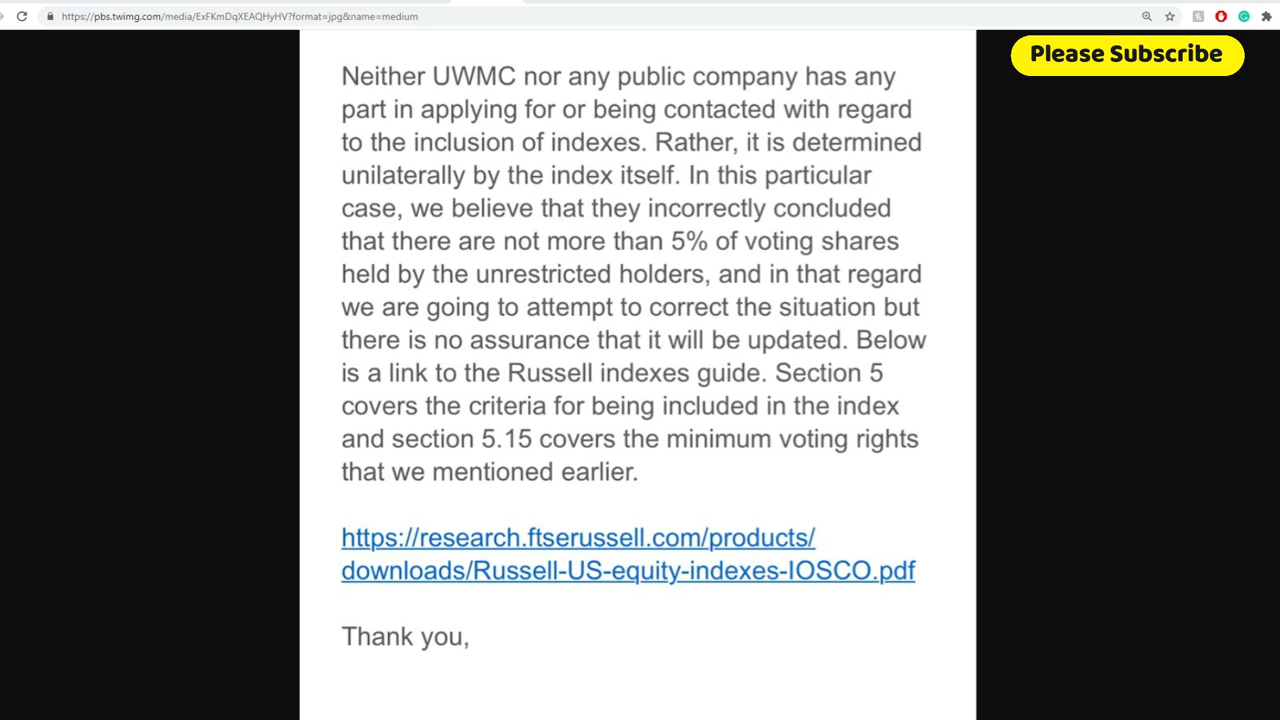 https://pbs.twimg.com/media/ExFKmDqXEAQHyHV?format=jpg&name=medium
Please Subscribe
Neither UWMC nor any public company has any
part in applying for or being contacted with regard
to the inclusion of indexes. Rather, it is determined
unilaterally by the index itself. In this particular
case, we believe that they incorrectly concluded
that there are not more than 5% of voting shares
held by the unrestricted holders, and in that regard
we are going to attempt to correct the situation but
there is no assurance that it will be updated. Below
is a link to the Russell indexes guide. Section 5
covers the criteria for being included in the index
and section 5.15 covers the minimum voting rights
that we mentioned earlier.
https://research.ftserussell.com/products/
downloads/Russell-US-equity-indexes-IOSCO.pdf
Thank you,